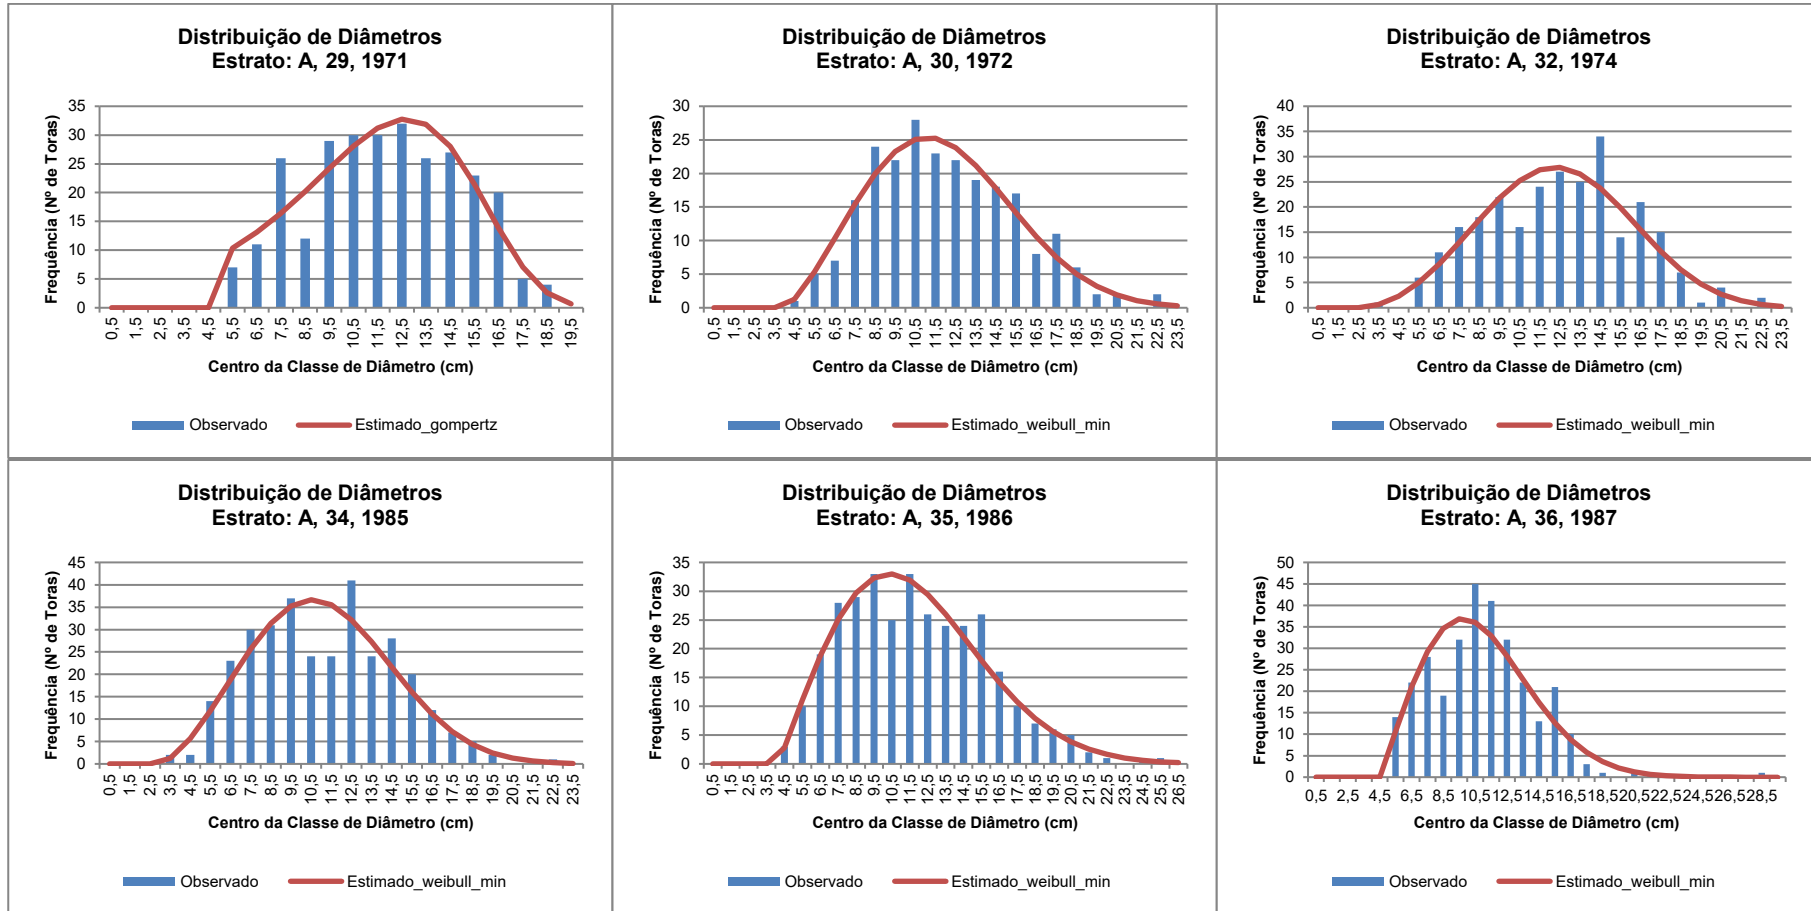 Distribuição de Diâmetros
Estrato: A, 29, 1971
Frequência (Nº de Toras)
35
30
25
20
15
10
5
0
0,5 1,5 2,5 3,5 4,5 5,5 6,5 7,5 8,5 9,5 10,5 11,5 12,5 13,5 14,5 15,5 16,5 17,5 18,5 19,5
Centro da Classe de Diâmetro (cm)
Observado Estimado_gompertz
Distribuição de Diâmetros
Estrato: A, 30, 1972
Frequência (Nº de Toras)
30
25
20
15
10
5
0
0,5 1,5 2,5 3,5 4,5 5,5 6,5 7,5 8,5 9,5 10,5 11,5 12,5 13,5 14,5 15,5 16,5 17,5 18,5 19,5 20,5 21,5 22,5 23,5
Centro da Classe de Diâmetro (cm)
Observado Estimado_weibull_min
Distribuição de Diâmetros
Estrato: A, 32, 1974
Frequência (Nº de Toras)
40
35
30
25
20
15
10
5
0
0,5 1,5 2,5 3,5 4,5 5,5 6,5 7,5 8,5 9,5 10,5 11,5 12,5 13,5 14,5 15,5 16,5 17,5 18,5 19,5 20,5 21,5 22,5 23,5
Centro da Classe de Diâmetro (cm)
Observado Estimado_weibull_min
Distribuição de Diâmetros
Estrato: A, 34, 1985
Frequência (Nº de Toras)
45
40
35
30
25
20
15
10
5
0
0,5 1,5 2,5 3,5 4,5 5,5 6,5 7,5 8,5 9,5 10,5 11,5 12,5 13,5 14,5 15,5 16,5 17,5 18,5 19,5 20,5 21,5 22,5 23,5
Centro da Classe de Diâmetro (cm)
Observado Estimado_weibull_min
Distribuição de Diâmetros
Estrato: A, 35, 1986
Frequência (Nº de Toras)
35
30
25
20
15
10
5
0
0,5 1,5 2,5 3,5 4,5 5,5 6,5 7,5 8,5 9,5 10,5 11,5 12,5 13,5 14,5 15,5 16,5 17,5 18,5 19,5 20,5 21,5 22,5 23,5 24,5 25,5 26,5
Centro da Classe de Diâmetro (cm)
Observado Estimado_weibull_min
Distribuição de Diâmetros
Estrato: A, 36, 1987
Frequência (Nº de Toras)
50
45
40
35
30
25
20
15
10
5
0
0,5 2,5 4,5 6,5 8,5 10,5 12,5 14,5 16,5 18,5 20,5 22,5 24,5 26,5 28,5
Centro da Classe de Diâmetro (cm)
Observado Estimado_weibull_min